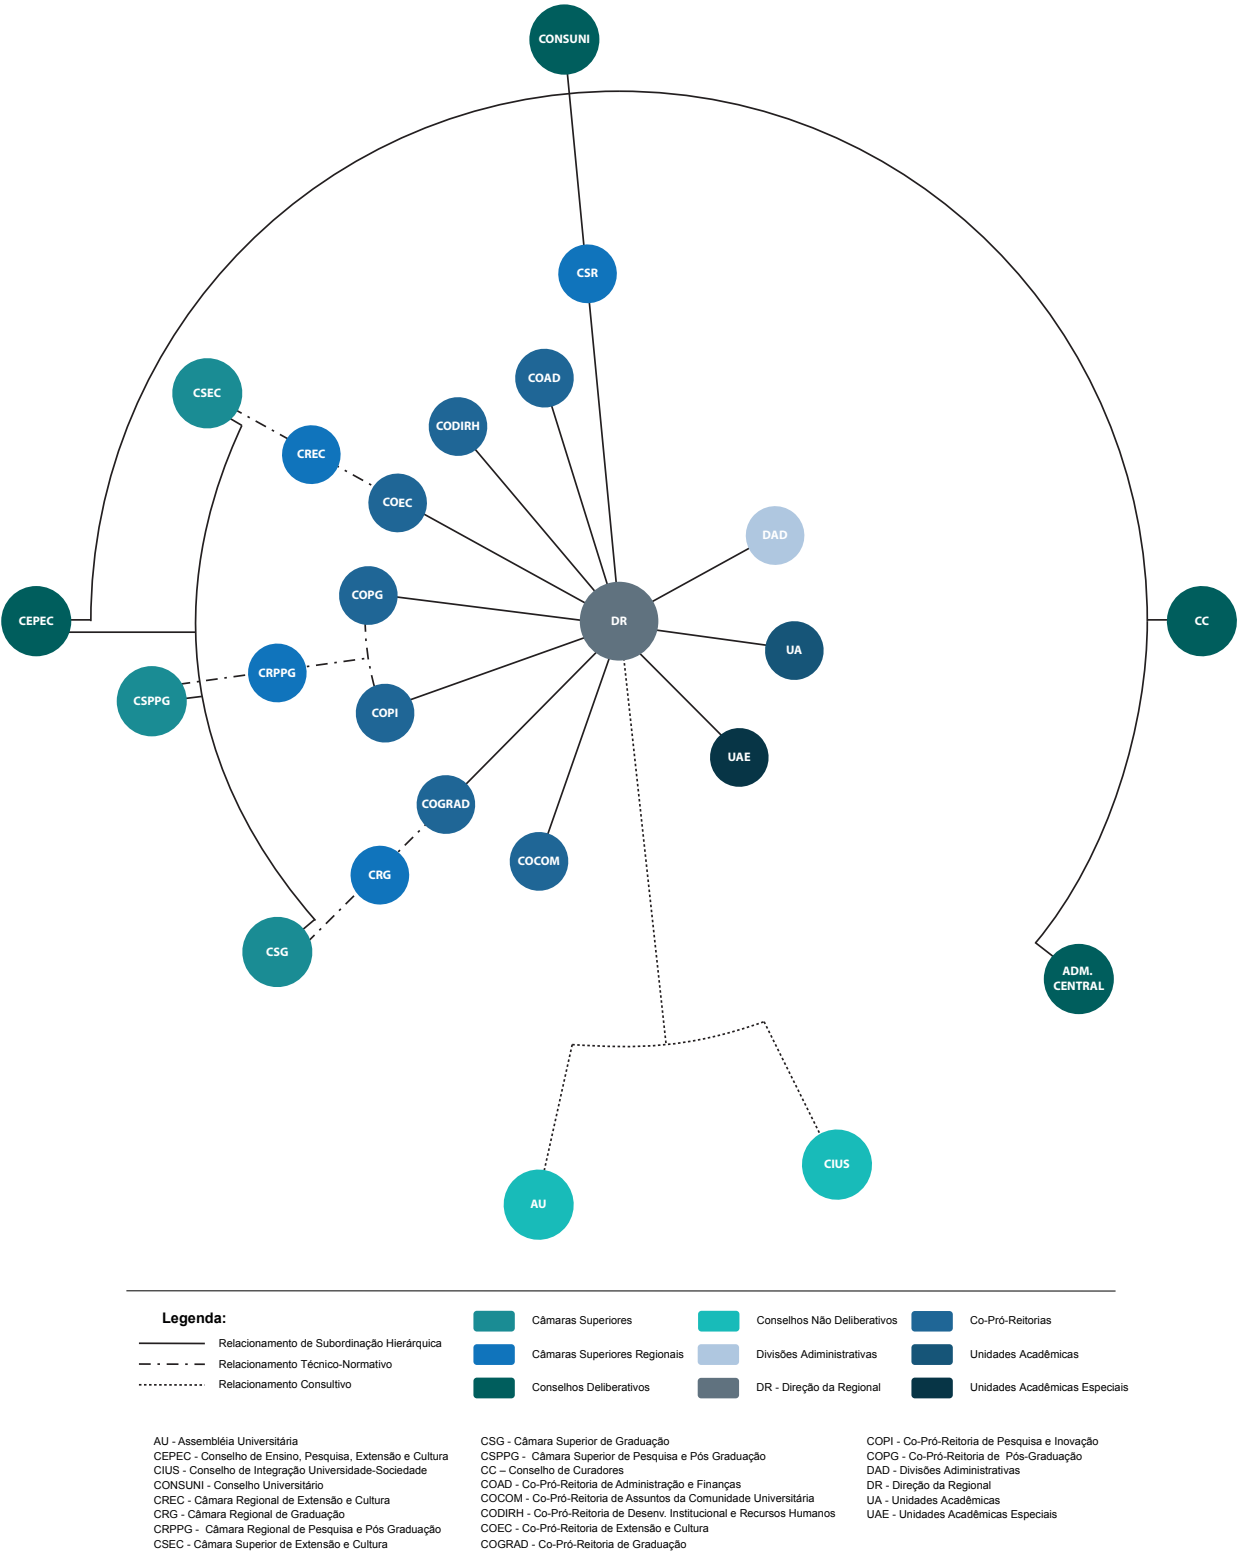 CONSUNI
CSR
COAD
CSEC
CODIRH
CREC
COEC
DAD
COPG
CEPEC
DR
CC
UA
CRPPG
CSPPG
COPI
UAE
COGRAD
COCOM
CRG
CSG
ADM.
CENTRAL
CIUS
AU
Legenda:
Relacionamento de Subordinação Hierárquica
Relacionamento Técnico-Normativo
Relacionamento Consultivo
Câmaras Superiores
Câmaras Superiores Regionais
Conselhos Deliberativos
Conselhos Não Deliberativos
Divisões Adiministrativas
DR - Direção da Regional
Co-Pró-Reitorias
Unidades Acadêmicas
Unidades Acadêmicas Especiais
AU - Assembléia Universitária
CEPEC - Conselho de Ensino, Pesquisa, Extensão e Cultura
CIUS - Conselho de Integração Universidade-Sociedade
CONSUNI - Conselho Universitário
CREC - Câmara Regional de Extensão e Cultura
CRG - Câmara Regional de Graduação
CRPPG - Câmara Regional de Pesquisa e Pós Graduação
CSEC - Câmara Superior de Extensão e Cultura
CSG - Câmara Superior de Graduação
CSPPG - Câmara Superior de Pesquisa e Pós Graduação
CC – Conselho de Curadores
COAD - Co-Pró-Reitoria de Administração e Finanças
COCOM - Co-Pró-Reitoria de Assuntos da Comunidade Universitária
CODIRH - Co-Pró-Reitoria de Desenv. Institucional e Recursos Humanos
COEC - Co-Pró-Reitoria de Extensão e Cultura
COGRAD - Co-Pró-Reitoria de Graduação
COPI - Co-Pró-Reitoria de Pesquisa e Inovação
COPG - Co-Pró-Reitoria de Pós-Graduação
DAD - Divisões Adiministrativas
DR - Direção da Regional
UA - Unidades Acadêmicas
UAE - Unidades Acadêmicas Especiais